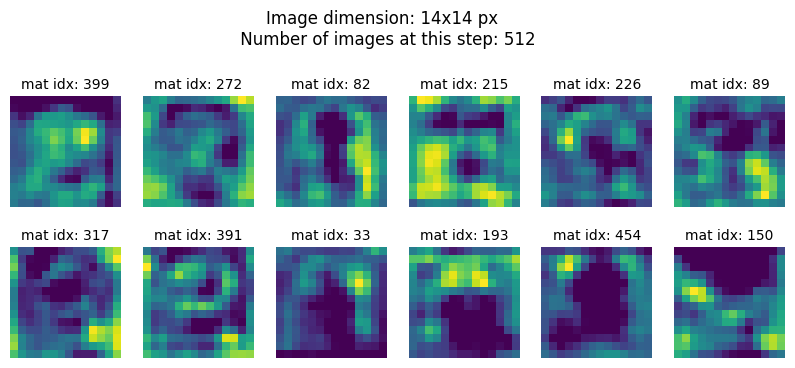 Image dimension: 14x14 px
Number of images at this step: 512
mat idx: 399
mat idx: 272
mat idx: 82
mat idx: 215
mat idx: 226
mat idx: 89
mat idx: 317
mat idx: 391
mat idx: 33
mat idx: 193
mat idx: 454
mat idx: 150